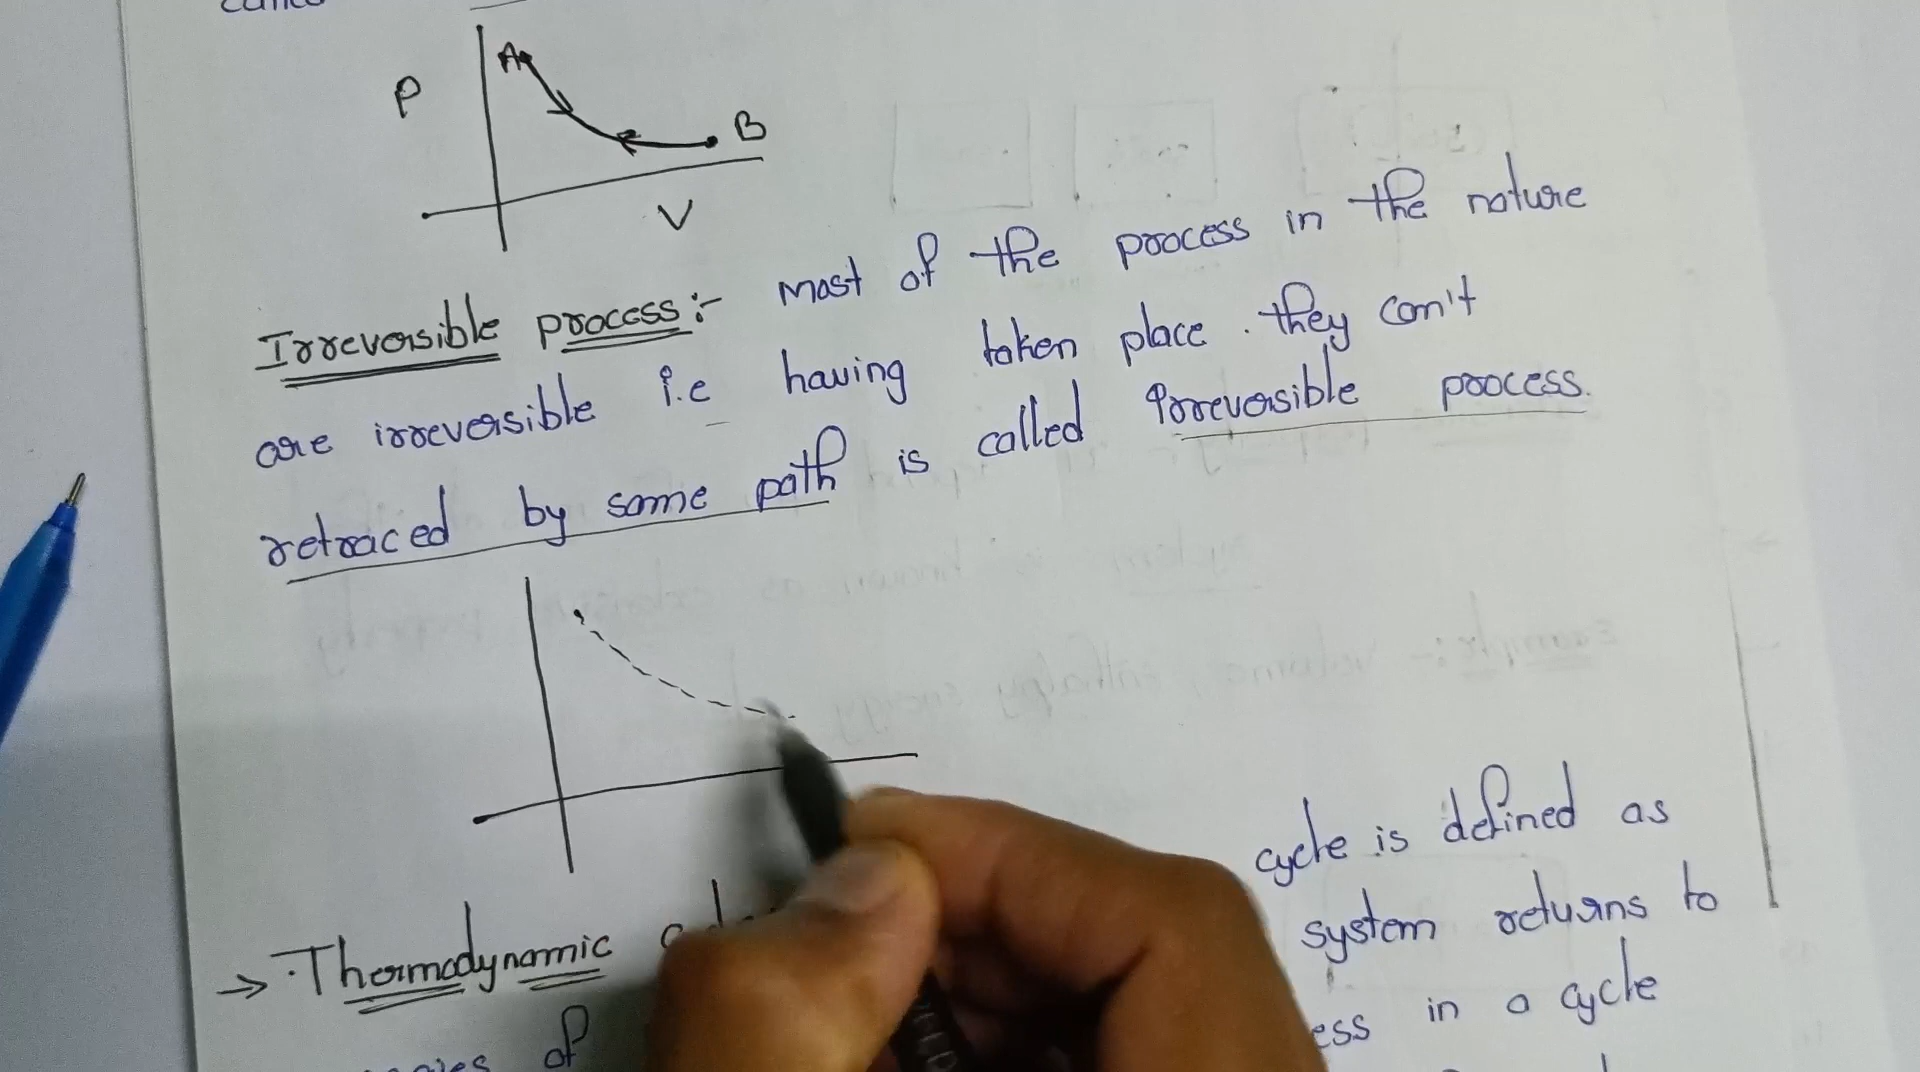 A
P
B
V
Irreversible process:- most of the process in the nature
are irreversible i.e having taken place. they can't
retraced by same path is called irreversible process.
cycle is defined as
→ Thermodynamic
system returns to
of
in a cycle